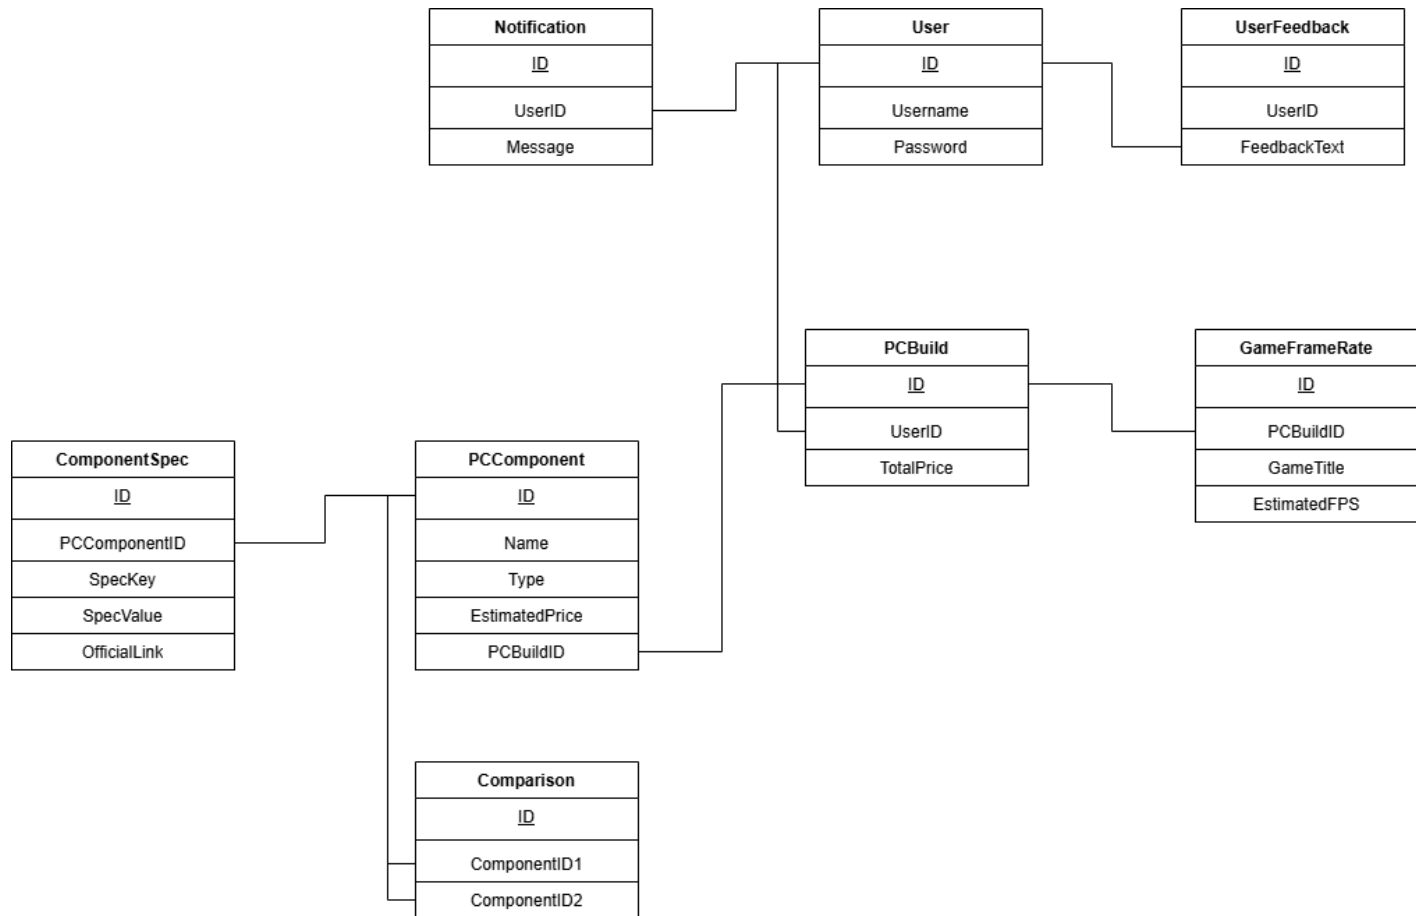 Notification
ID
UserID
Message
User
ID
Username
Password
UserFeedback
ID
UserID
FeedbackText
PCBuild
ID
UserID
TotalPrice
GameFrameRate
ID
PCBuildID
GameTitle
EstimatedFPS
ComponentSpec
ID
PCComponentID
SpecKey
SpecValue
OfficialLink
PCComponent
ID
Name
Type
EstimatedPrice
PCBuildID
Comparison
ID
ComponentID1
ComponentID2